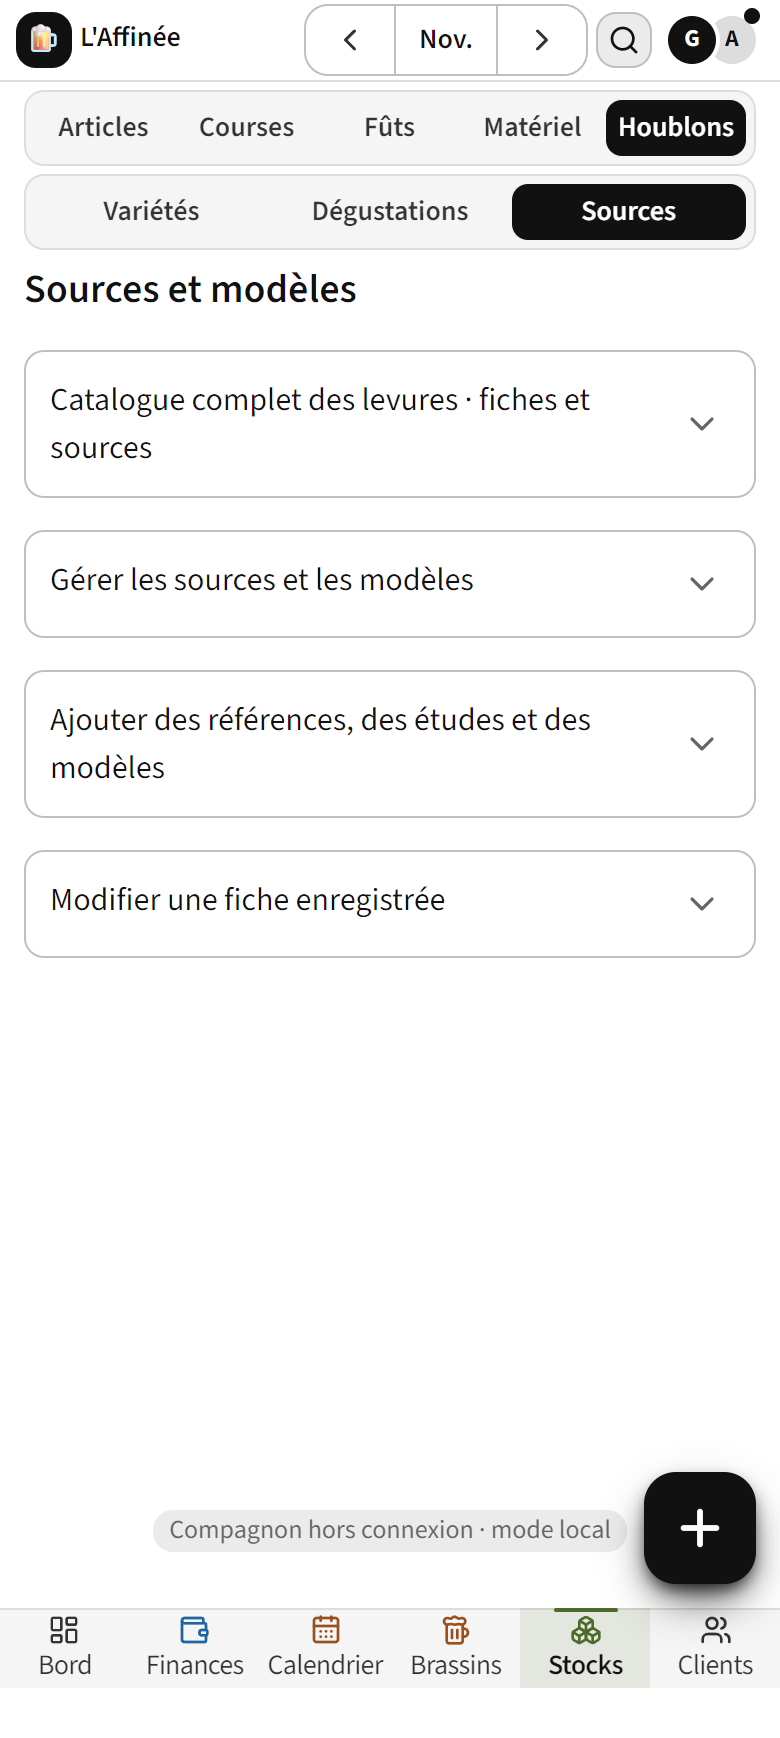 L'Affinée
Nov.
G
A
Articles
Courses
Fûts
Matériel
Houblons
Variétés
Dégustations
Sources
Sources et modèles
Catalogue complet des levures · fiches et
sources
Gérer les sources et les modèles
Ajouter des références, des études et des
modèles
Modifier une fiche enregistrée
Compagnon hors connexion · mode local
Bord
Finances
Calendrier
Brassins
Stocks
Clients